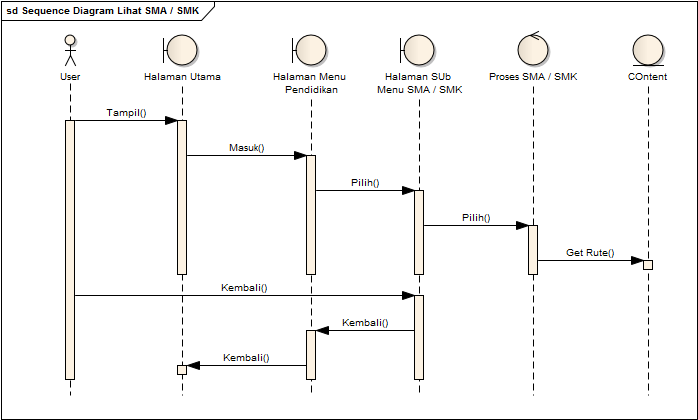 sd Sequence Diagram Lihat SMA / SMK
User
Halaman Utama
Halaman Menu
Pendidikan
Halaman SUb
Menu SMA / SMK
Proses SMA / SMK
COntent
Tampil()
Masuk()
Pilih()
Pilih()
Get Rute()
Kembali()
Kembali()
Kembali()